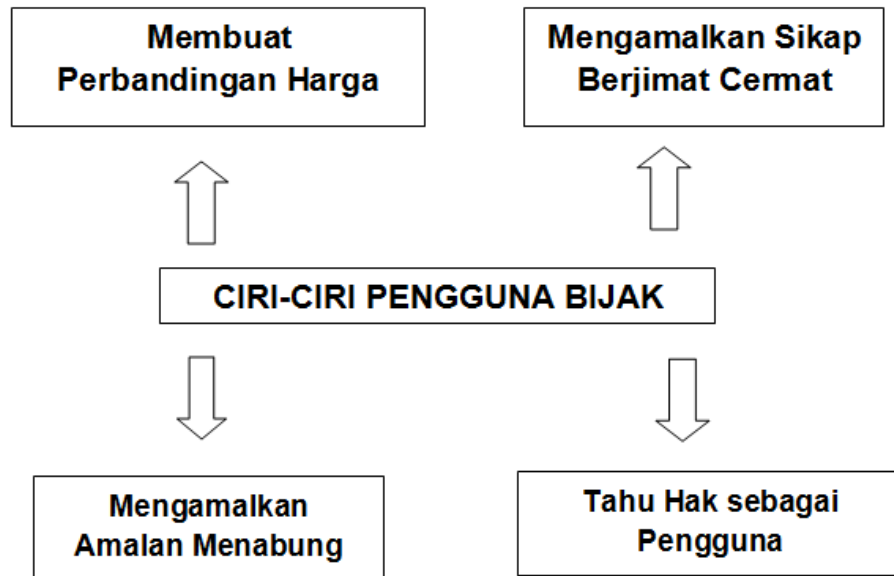 Membuat
Perbandingan Harga
Mengamalkan Sikap
Berjimat Cermat
CIRI-CIRI PENGGUNA BIJAK
Mengamalkan
Amalan Menabung
Tahu Hak sebagai
Pengguna